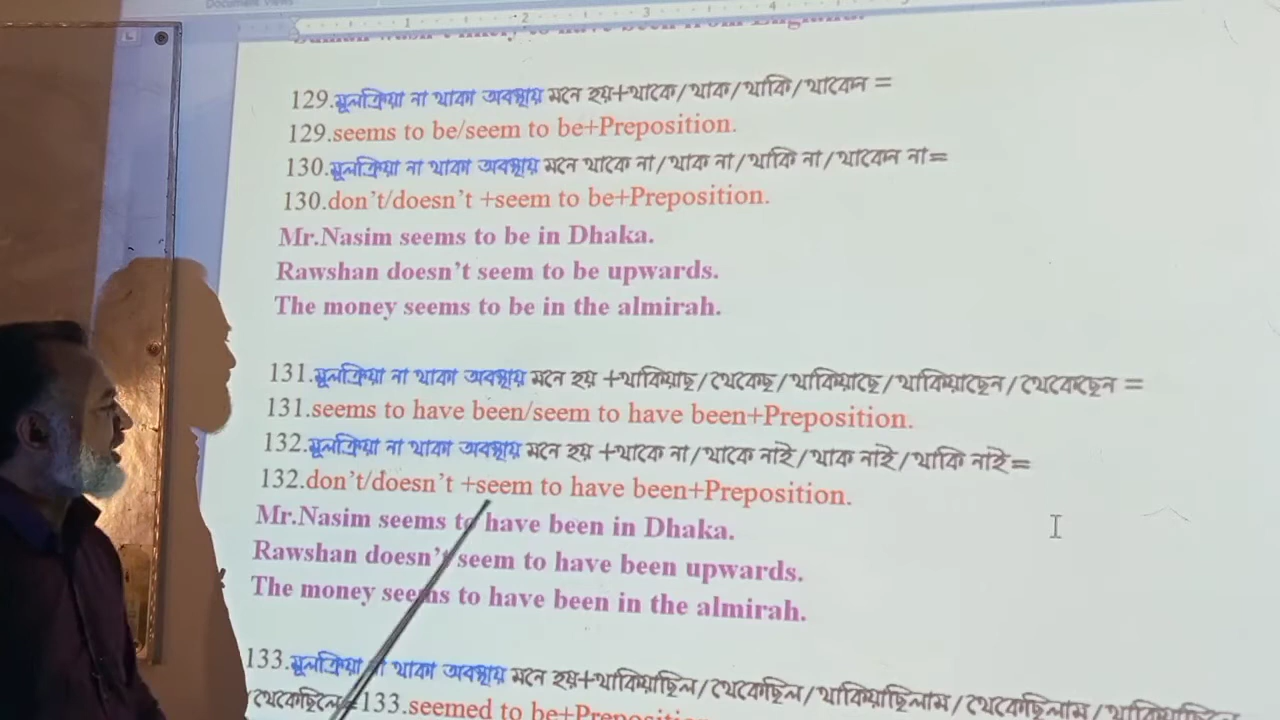 129.মূলক্রিয়া না থাকা অবস্থায় মনে হয়+থাকে/থাক/থাকি/থাকেন =
129.seems to be/seem to be+Preposition.
130.মূলক্রিয়া না থাকা অবস্থায় মনে থাকে না/থাক না/থাকি না/থাকেন না=
130.don't/doesn't +seem to be+Preposition.
Mr.Nasim seems to be in Dhaka.
Rawshan doesn't seem to be upwards.
The money seems to be in the almirah.
131.মূলক্রিয়া না থাকা অবস্থায় মনে হয় +থাকিয়াছ/থেকেছ/থাকিয়াছে/থাকিয়াছেন/থেকেছেন =
131.seems to have been/seem to have been+Preposition.
132.মূলক্রিয়া না থাকা অবস্থায় মনে হয় +থাকে না/থাকে নাই/থাক নাই/থাকি নাই=
132.don't/doesn't +seem to have been+Preposition.
Mr.Nasim seems to have been in Dhaka.
Rawshan doesn't seem to have been upwards.
The money seems to have been in the almirah.
133.মূলক্রিয়া না থাকা অবস্থায় মনে হয়+থাকিয়াছিল/থেকেছিল/থাকিয়াছিলাম/থেকেছিলাম/
থেকেছিলে=133.seemed to be+Preposition